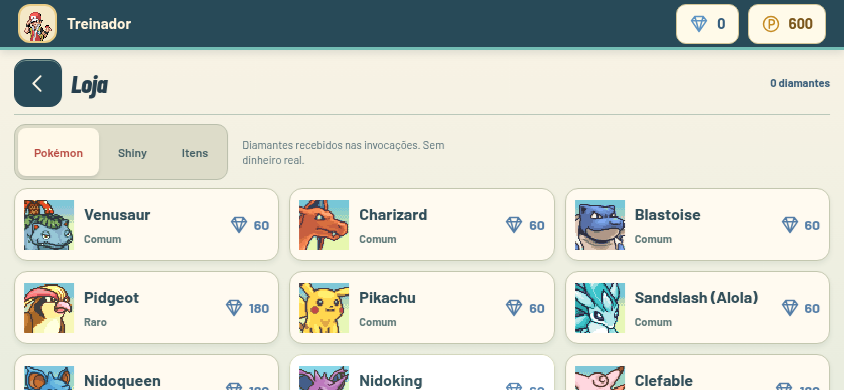 Treinador
0
600
Loja
0 diamantes
Pokémon
Shiny
Itens
Diamantes recebidos nas invocações. Sem
dinheiro real.
Venusaur
60
Comum
Charizard
60
Comum
Blastoise
60
Comum
Pidgeot
180
Raro
Pikachu
60
Comum
Sandslash (Alola)
60
Comum
Nidoqueen
Nidoking
Clefable